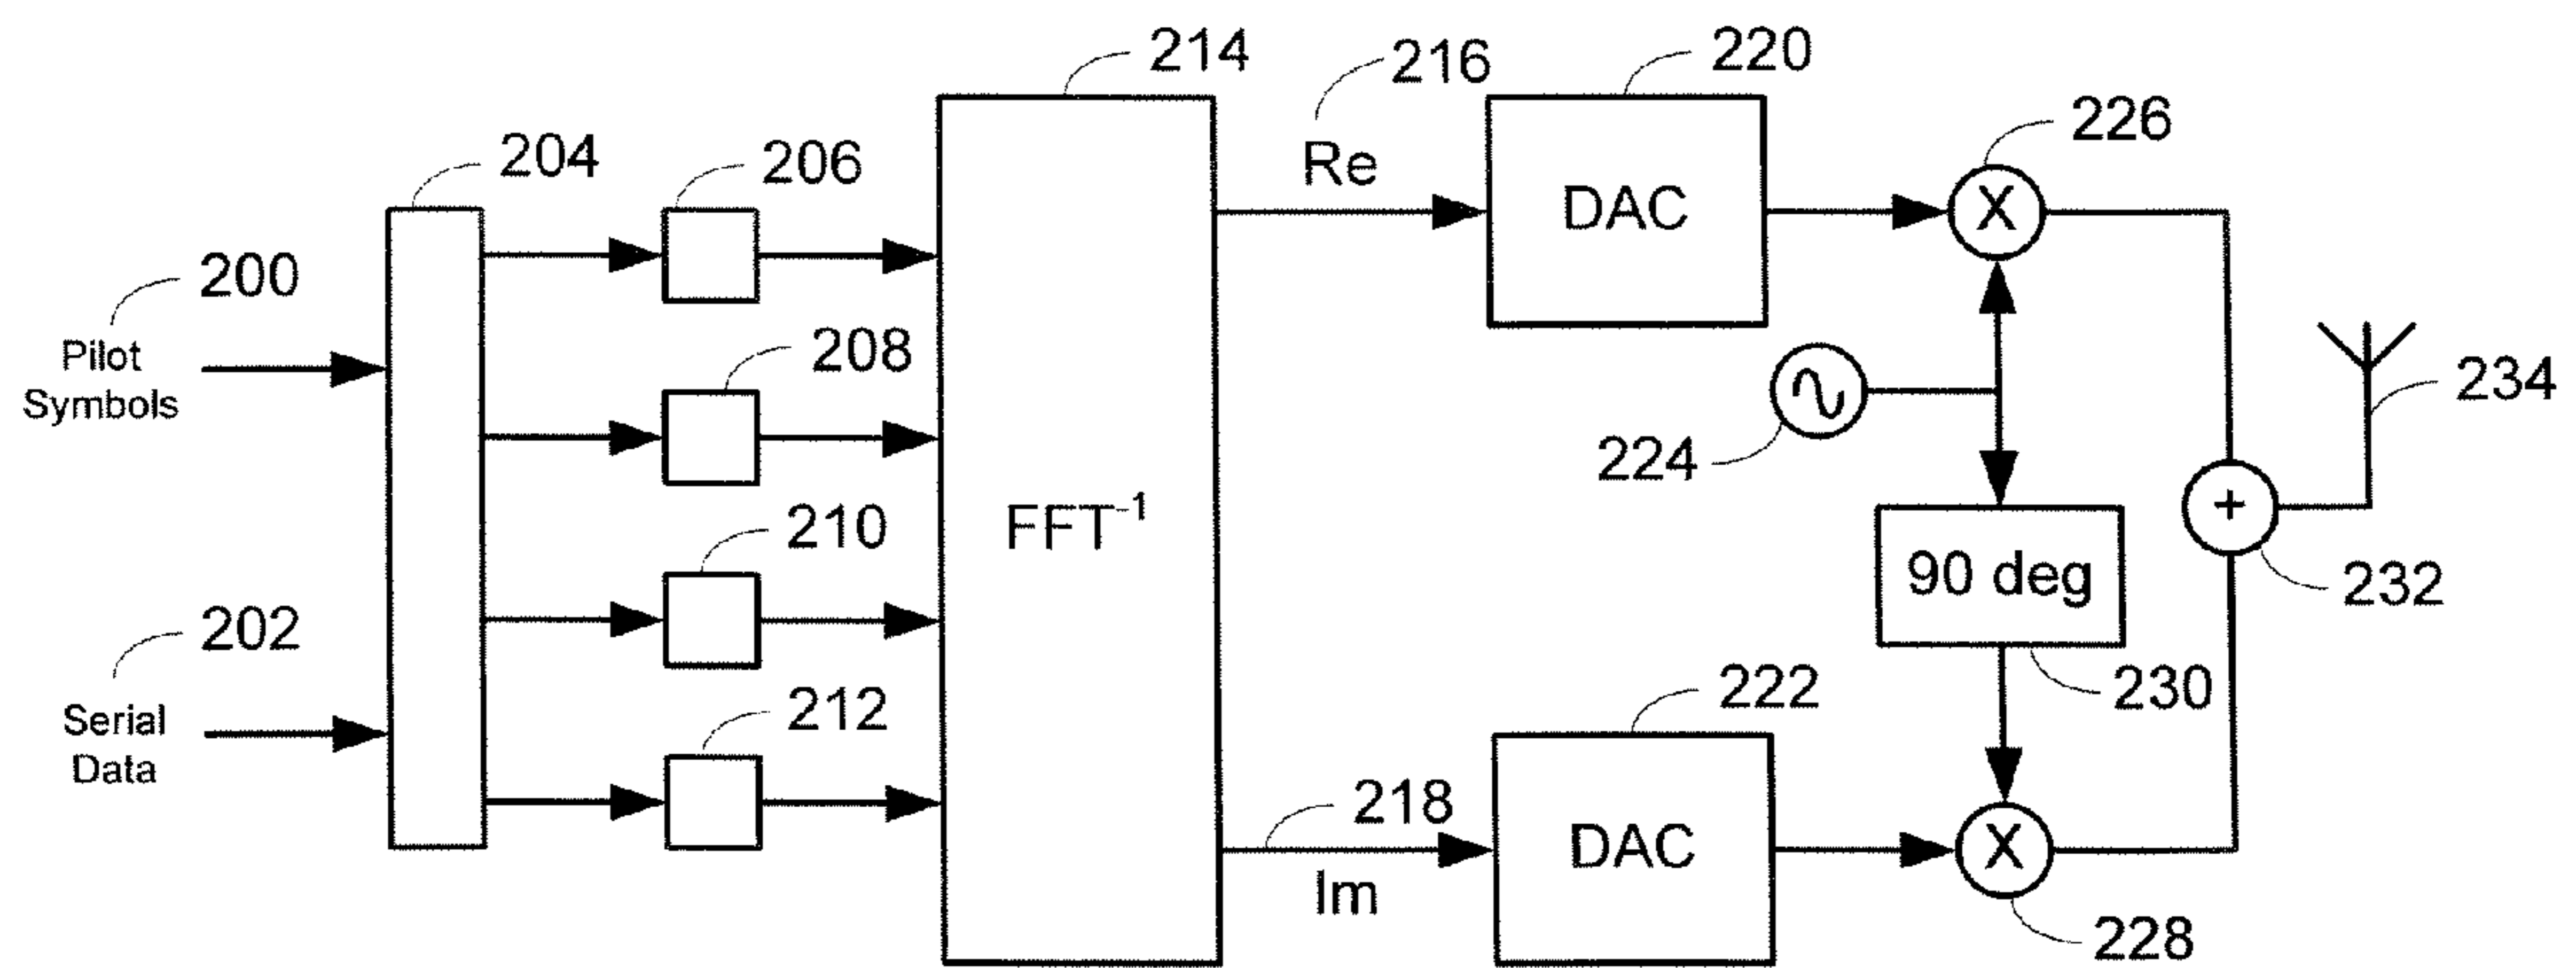 200
Pilot
Symbols
202
Serial
Data
204
206
208
210
212
214
FFT⁻¹
216
Re
218
Im
220
DAC
222
DAC
224
226
X
90 deg
230
X
228
+
232
234